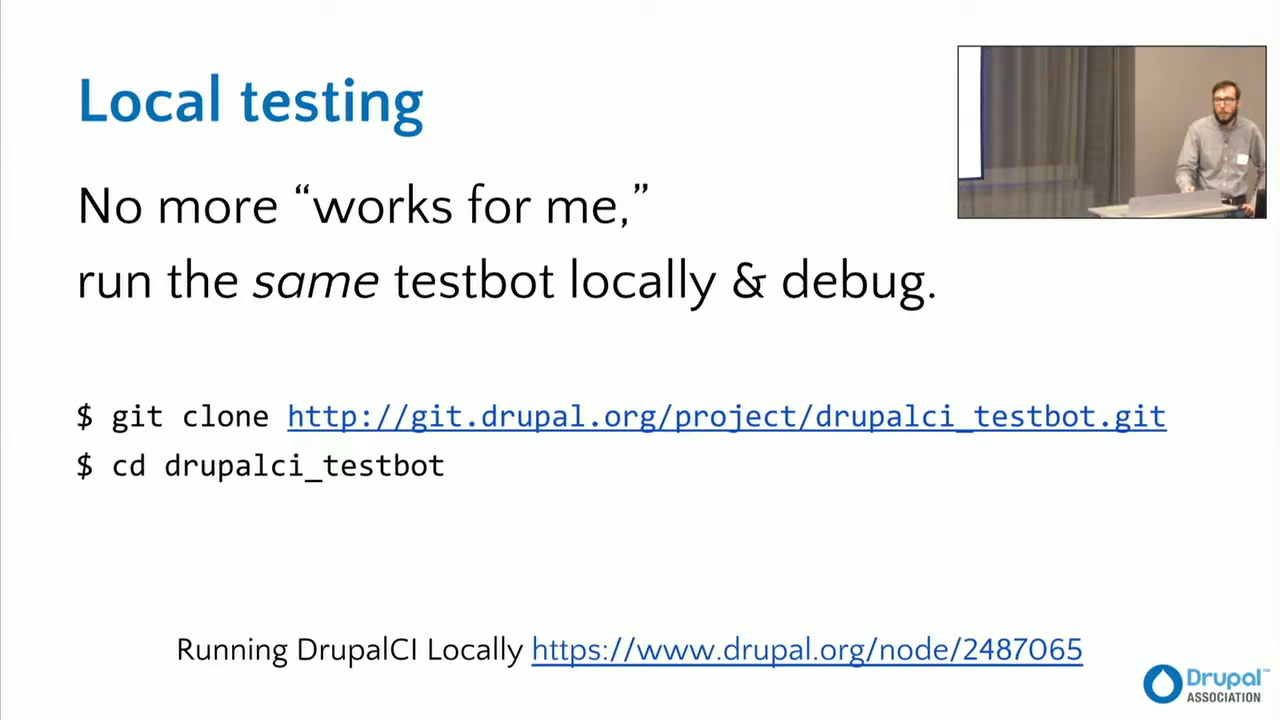 Local testing
No more “works for me,”
run the same testbot locally & debug.
$ git clone http://git.drupal.org/project/drupalci_testbot.git
$ cd drupalci_testbot
Running DrupalCI Locally https://www.drupal.org/node/2487065
Drupal™
ASSOCIATION